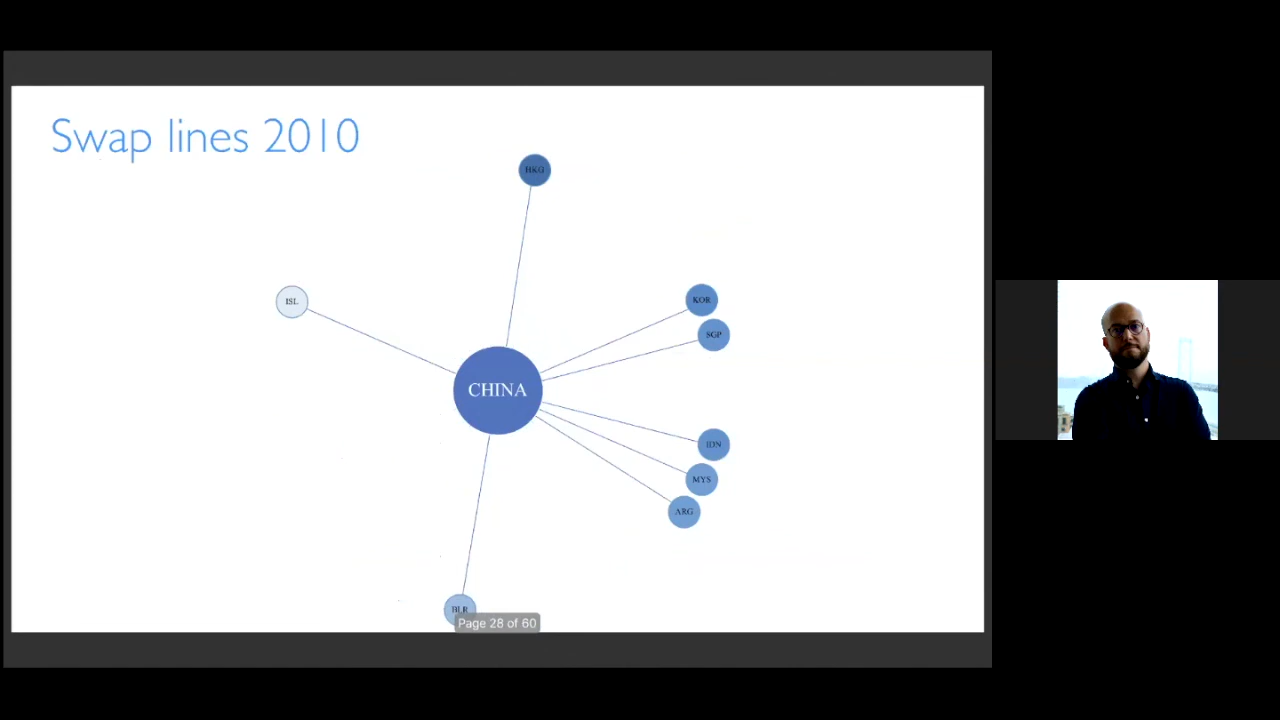 Swap lines 2010
HKG
ISL
KOR
SGP
CHINA
IDN
MYS
ARG
BLR
Page 28 of 60